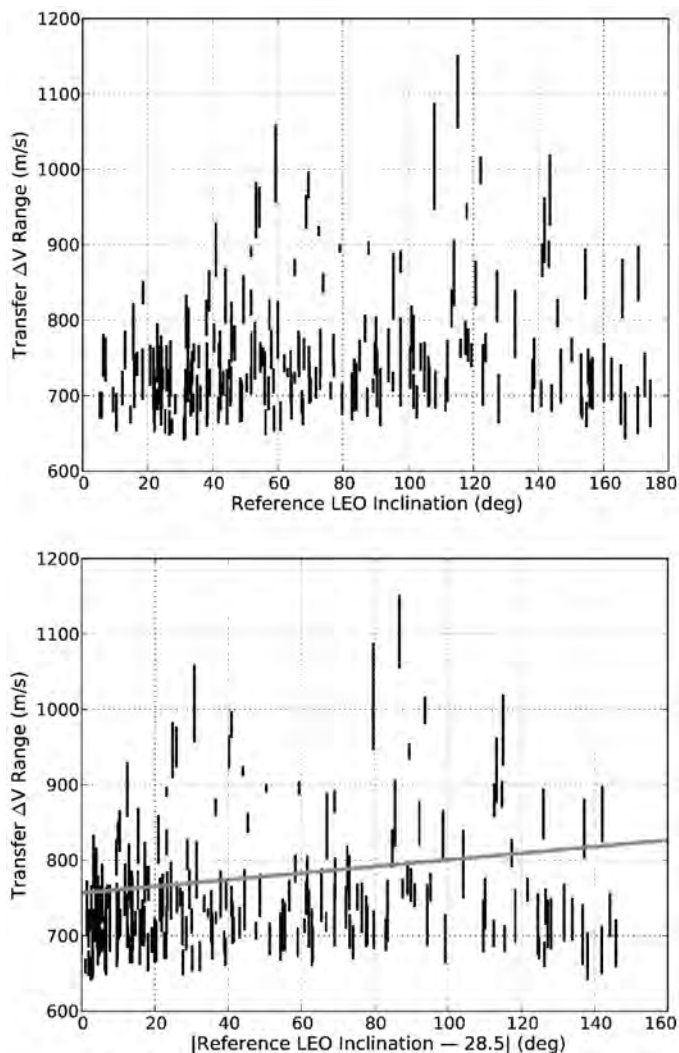 1200
1100
1000
900
800
700
600
Transfer ΔV Range (m/s)
0 20 40 60 80 100 120 140 160 180
Reference LEO Inclination (deg)
1200
1100
1000
900
800
700
600
Transfer ΔV Range (m/s)
0 20 40 60 80 100 120 140 160
|Reference LEO Inclination — 28.5| (deg)